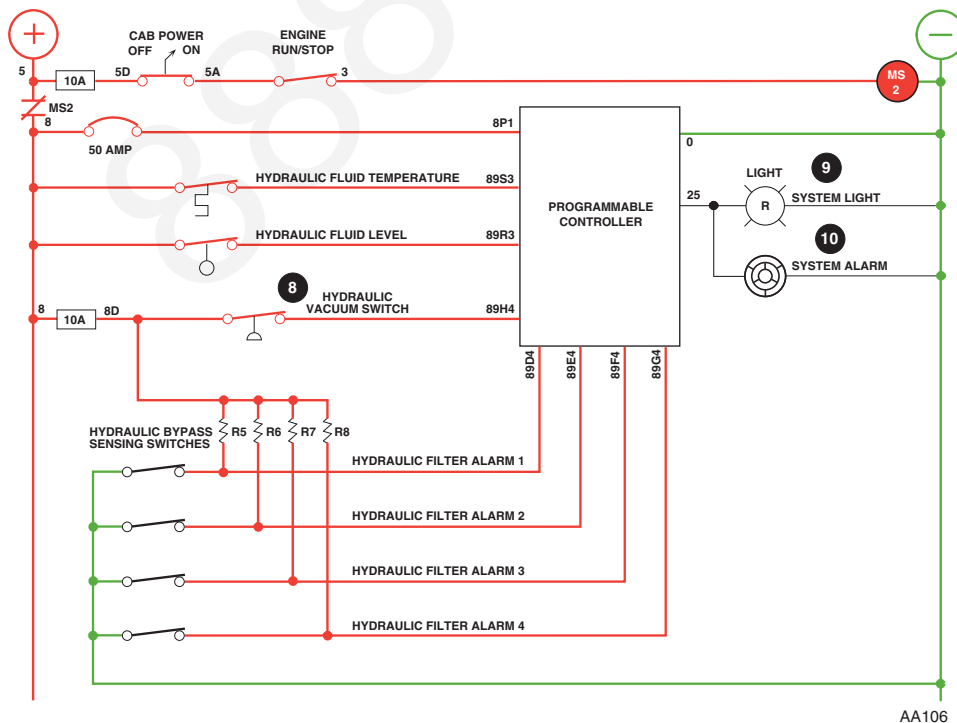 +
−
CAB POWER
OFF ON
ENGINE
RUN/STOP
5
10A
5D
5A
3
MS
2
MS2
8
50 AMP
8P1
0
HYDRAULIC FLUID TEMPERATURE
89S3
PROGRAMMABLE
CONTROLLER
25
LIGHT
9
R
SYSTEM LIGHT
HYDRAULIC FLUID LEVEL
89R3
10
SYSTEM ALARM
8
10A
8D
8
HYDRAULIC
VACUUM SWITCH
89H4
89D4
89E4
89F4
89G4
R5
R6
R7
R8
HYDRAULIC BYPASS
SENSING SWITCHES
HYDRAULIC FILTER ALARM 1
HYDRAULIC FILTER ALARM 2
HYDRAULIC FILTER ALARM 3
HYDRAULIC FILTER ALARM 4
AA106